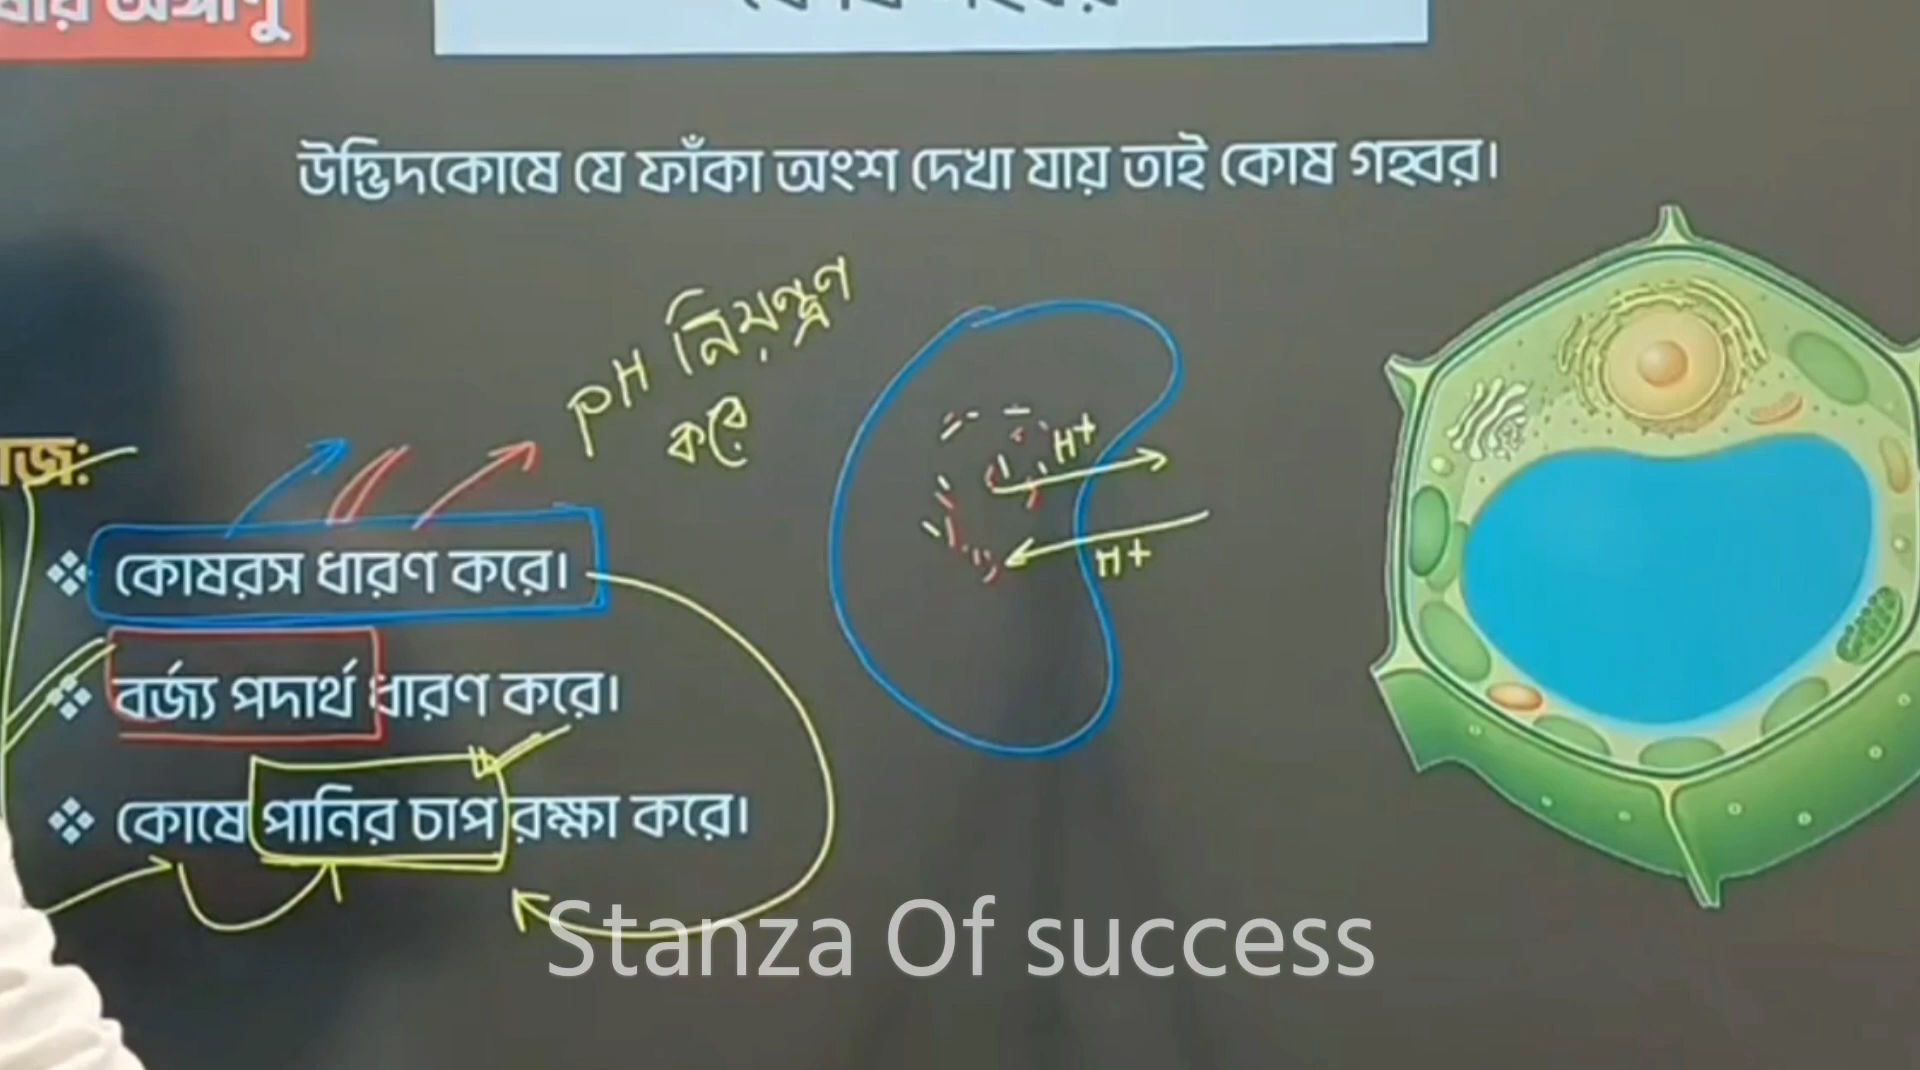 উদ্ভিদকোষে যে ফাঁকা অংশ দেখা যায় তাই কোষ গহ্বর।
PH নিয়ন্ত্রণ
করে
H+
H+
কোষরস ধারণ করে।
বর্জ্য পদার্থ ধারণ করে।
কোষে পানির চাপ রক্ষা করে।
Stanza Of success